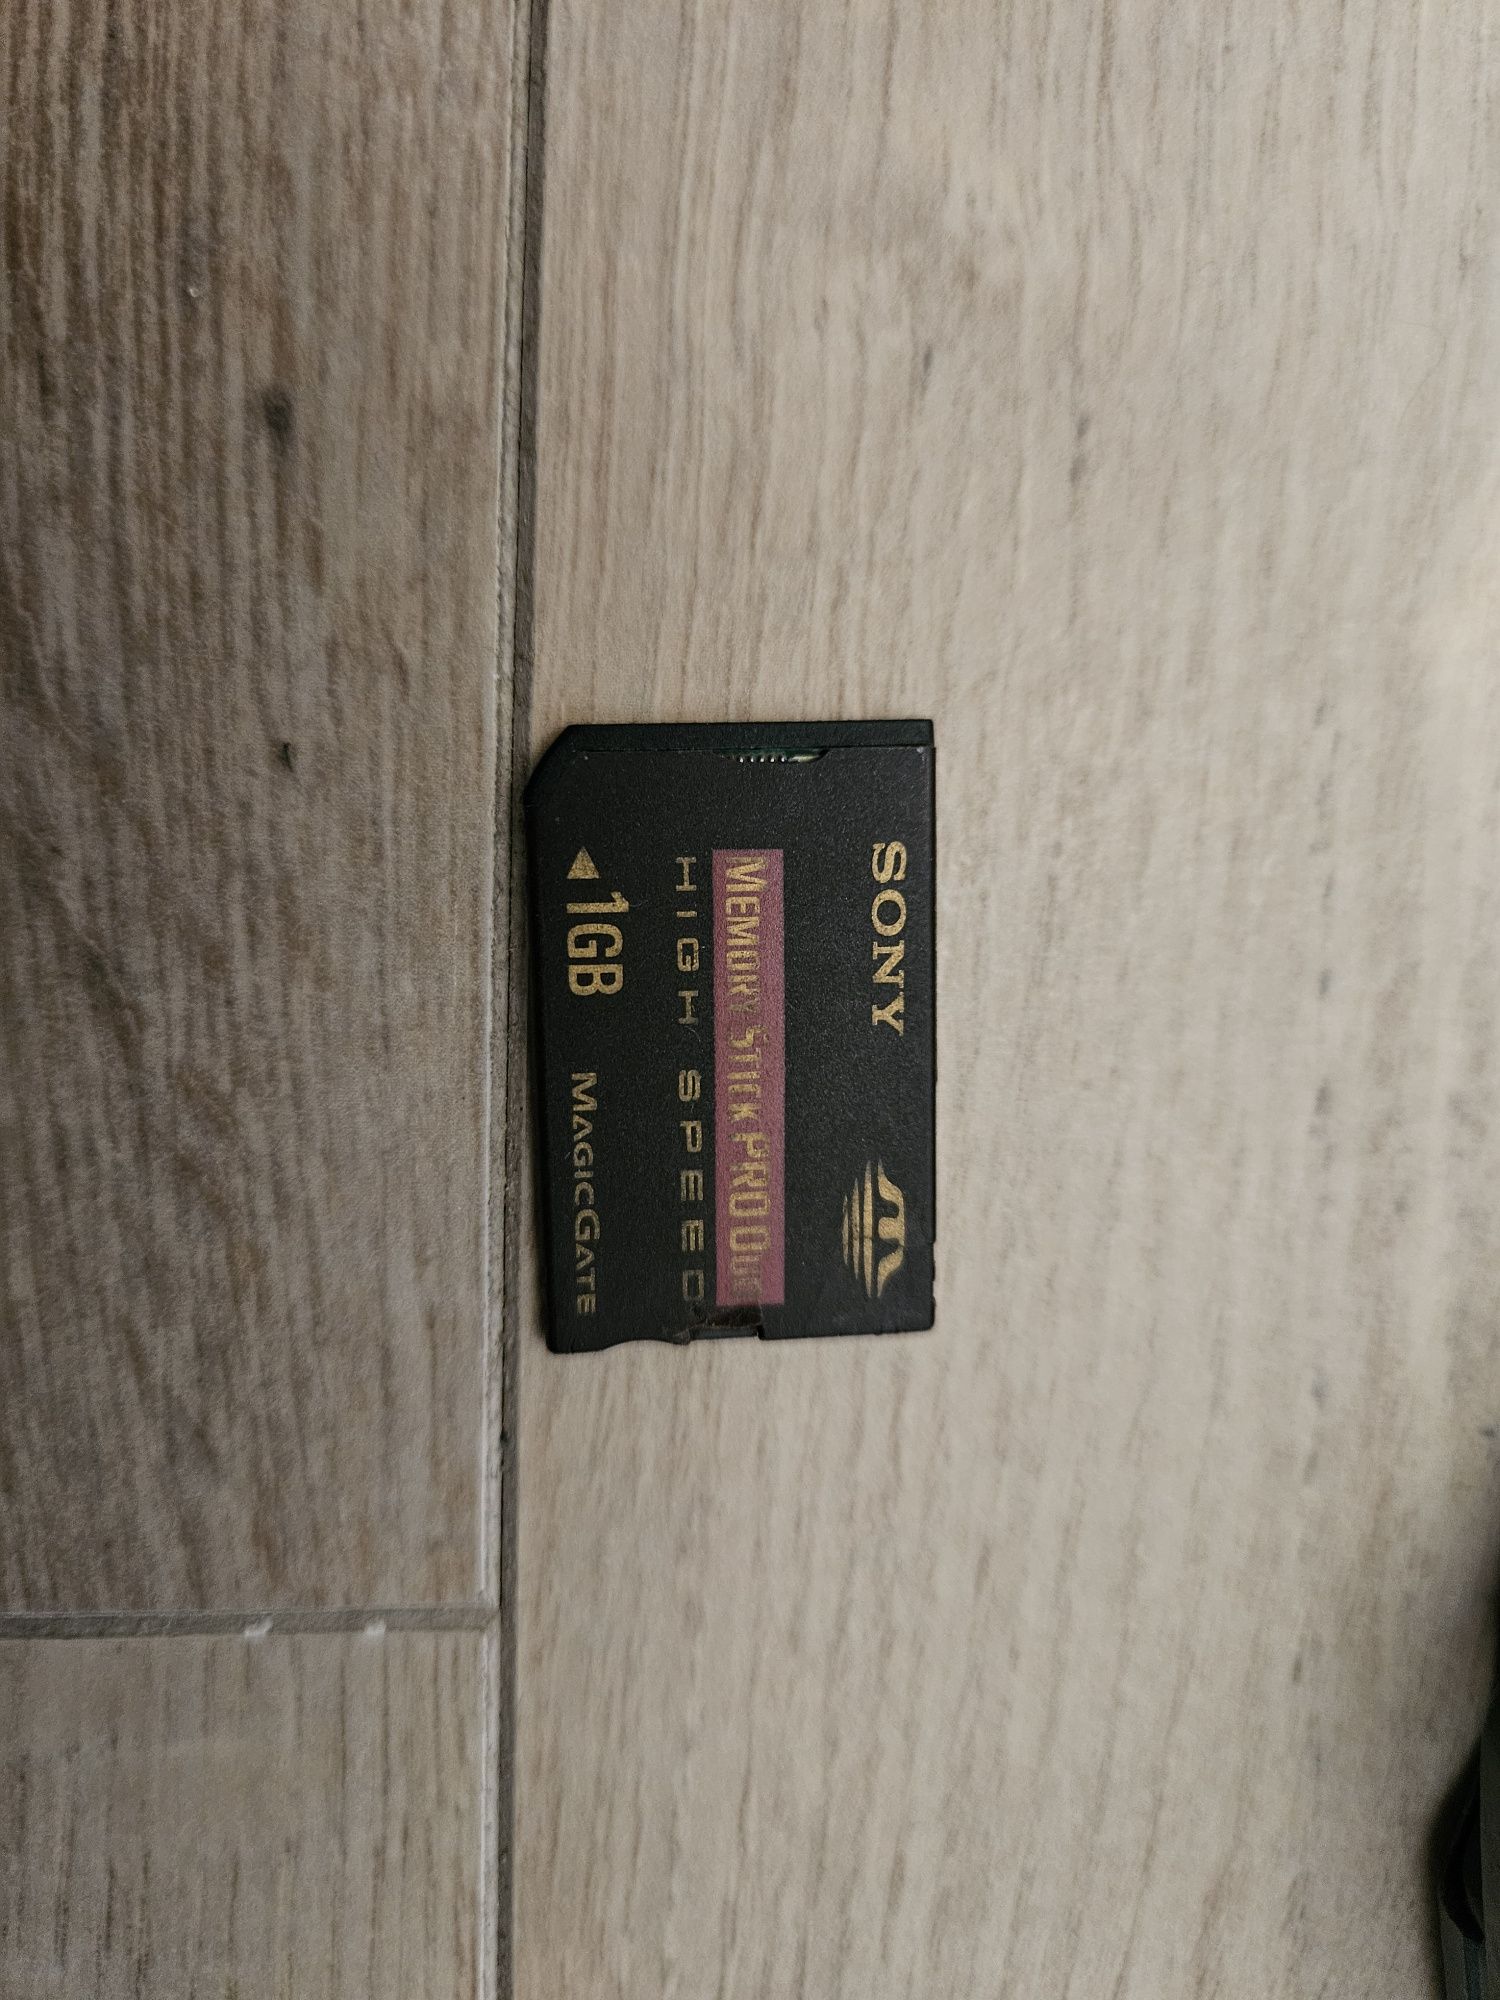 SONY
MEMORY STICK PRO Duo
HIGH SPEED
◀1GB MAGICGATE